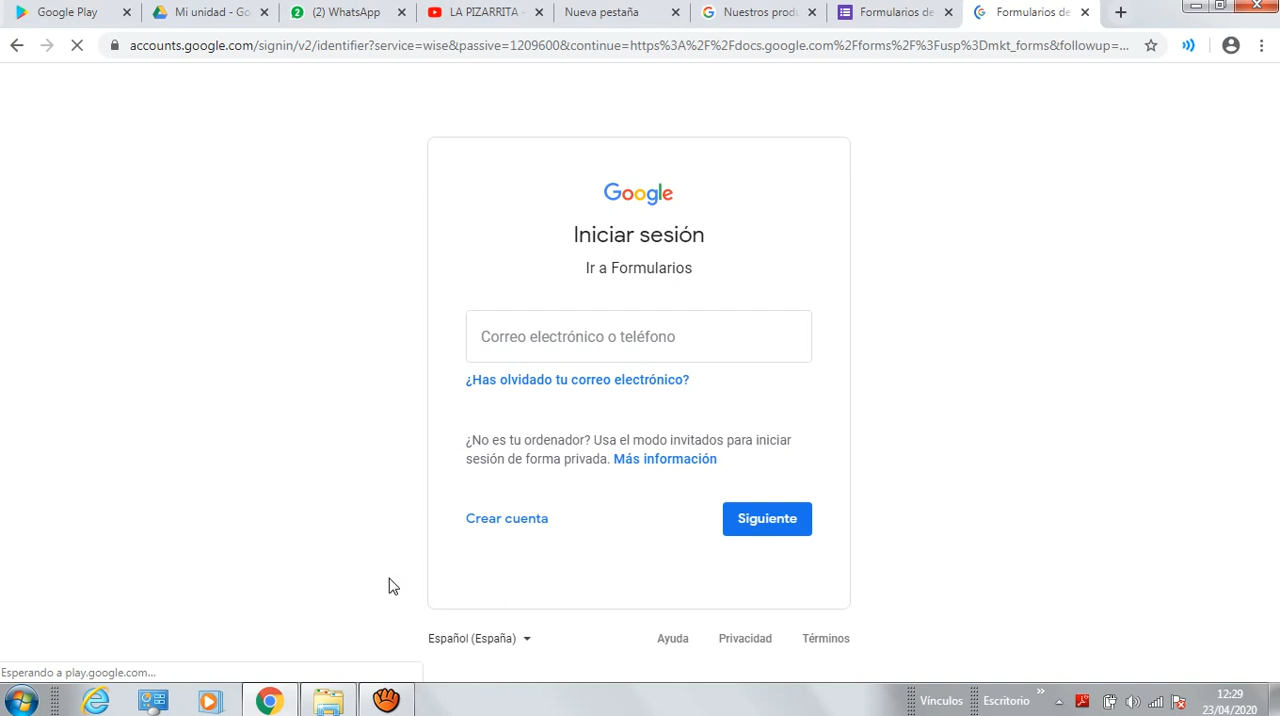 Google Play
Mi unidad - Go
(2) WhatsApp
LA PIZARRITA -
Nueva pestaña
Nuestros produ
Formularios de
Formularios de
accounts.google.com/signin/v2/identifier?service=wise&passive=1209600&continue=https%3A%2F%2Fdocs.google.com%2Fforms%2F%3Fusp%3Dmkt_forms&followup=...
Google
Iniciar sesión
Ir a Formularios
Correo electrónico o teléfono
¿Has olvidado tu correo electrónico?
¿No es tu ordenador? Usa el modo invitados para iniciar
sesión de forma privada. Más información
Crear cuenta
Siguiente
Español (España)
Ayuda
Privacidad
Términos
Esperando a play.google.com...
Vínculos
Escritorio
12:29
23/04/2020